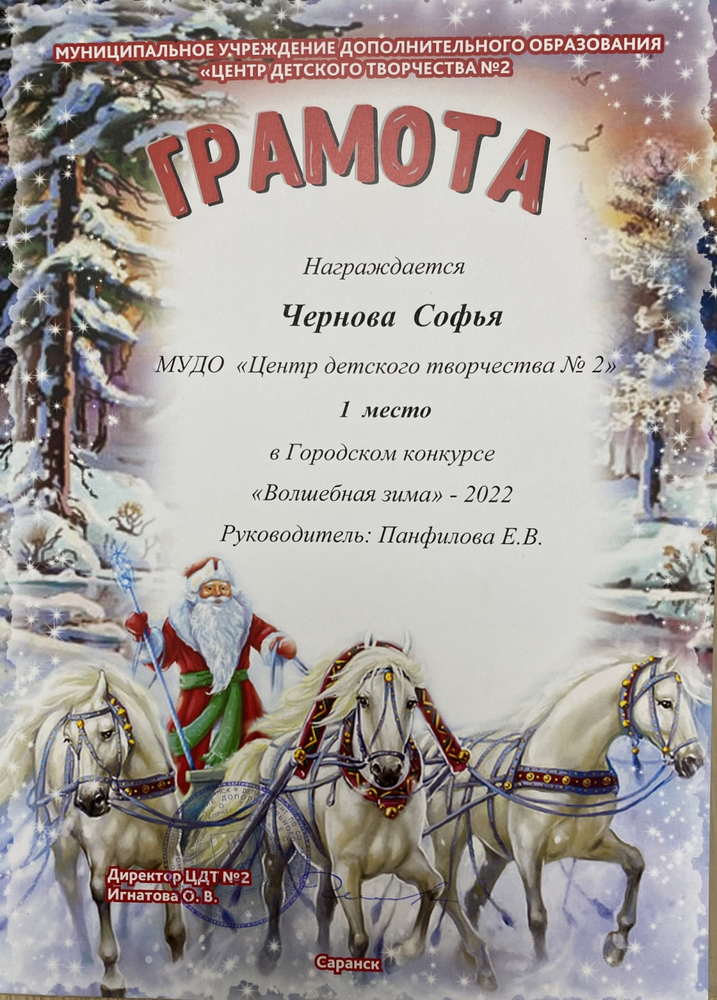 МУНИЦИПАЛЬНОЕ УЧРЕЖДЕНИЕ ДОПОЛНИТЕЛЬНОГО ОБРАЗОВАНИЯ
«ЦЕНТР ДЕТСКОГО ТВОРЧЕСТВА №2
ГРАМОТА
Награждается
Чернова Софья
МУДО «Центр детского творчества № 2»
1 место
в Городском конкурсе
«Волшебная зима» - 2022
Руководитель: Панфилова Е.В.
Директор ЦДТ №2
Игнатова О. В.
Саранск